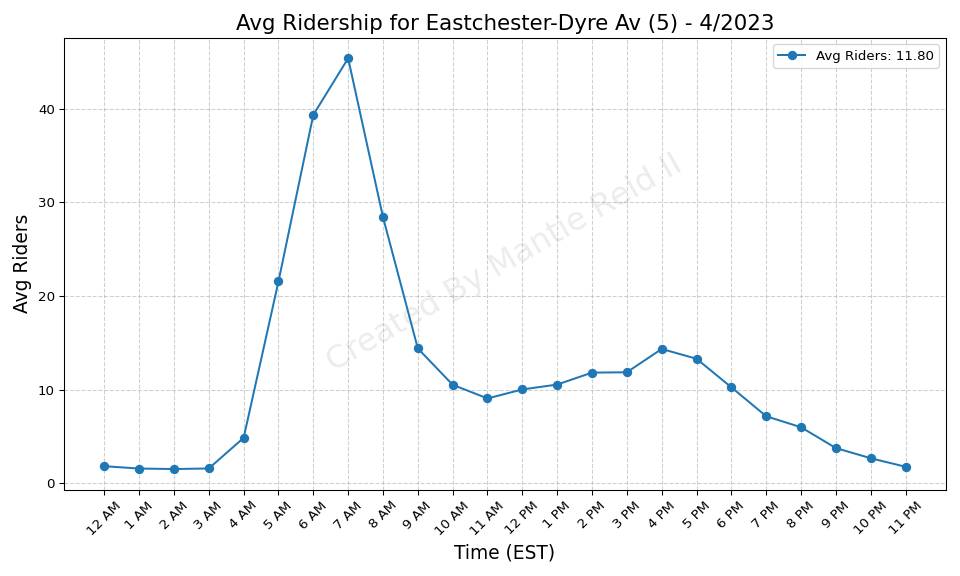 Avg Ridership for Eastchester-Dyre Av (5) - 4/2023
Avg Riders: 11.80
Avg Riders
40
30
20
10
0
Created By Mantle Reid II
12 AM
1 AM
2 AM
3 AM
4 AM
5 AM
6 AM
7 AM
8 AM
9 AM
10 AM
11 AM
12 PM
1 PM
2 PM
3 PM
4 PM
5 PM
6 PM
7 PM
8 PM
9 PM
10 PM
11 PM
Time (EST)